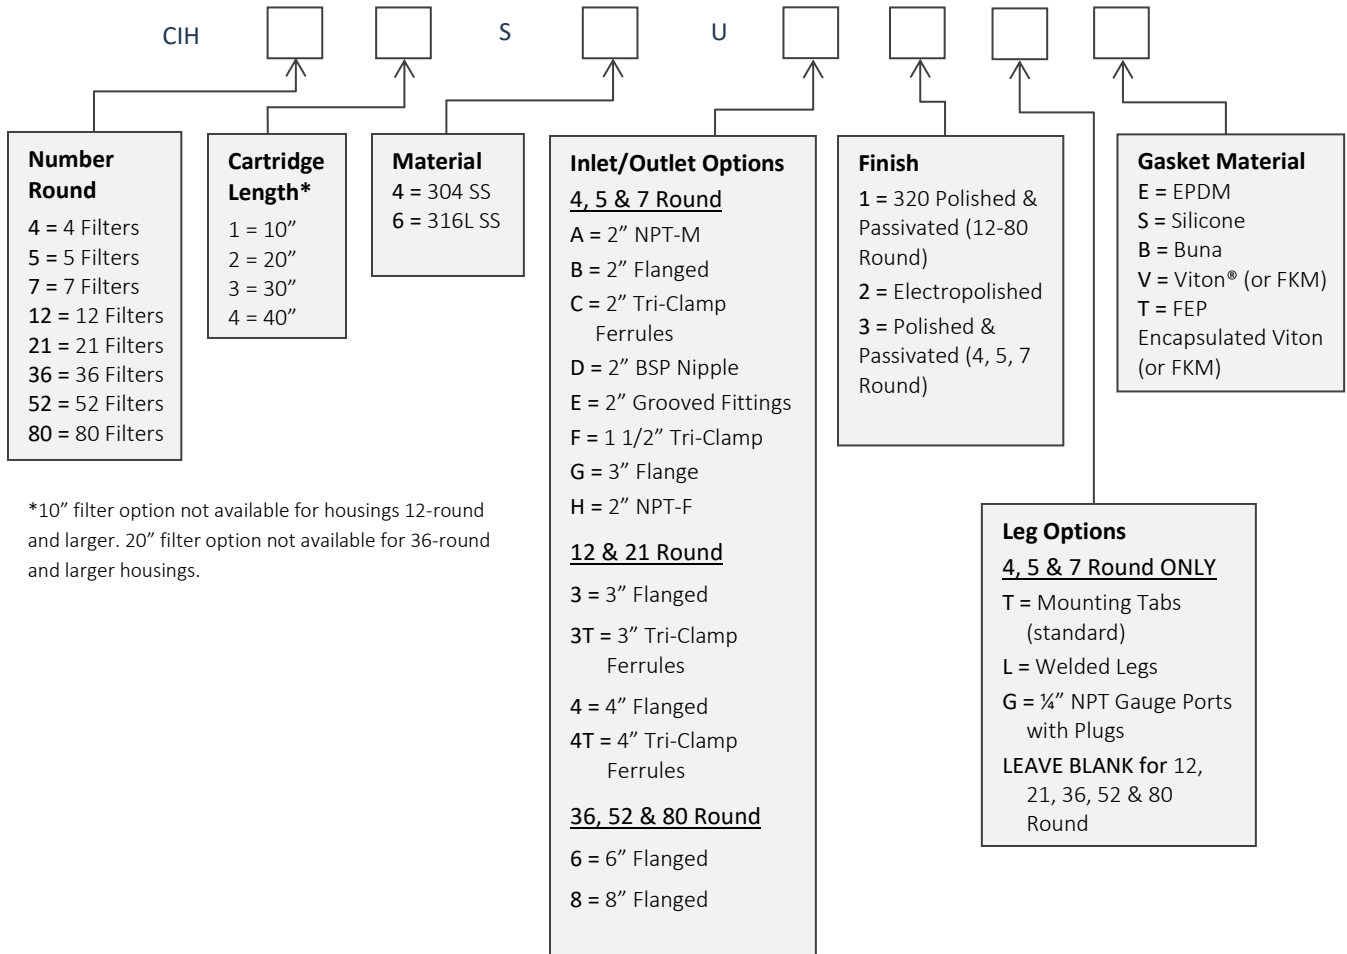 CIH S U
Number
Round
4 = 4 Filters
5 = 5 Filters
7 = 7 Filters
12 = 12 Filters
21 = 21 Filters
36 = 36 Filters
52 = 52 Filters
80 = 80 Filters
Cartridge
Length*
1 = 10”
2 = 20”
3 = 30”
4 = 40”
Material
4 = 304 SS
6 = 316L SS
Inlet/Outlet Options
4, 5 & 7 Round
A = 2” NPT-M
B = 2” Flanged
C = 2” Tri-Clamp
Ferrules
D = 2” BSP Nipple
E = 2” Grooved Fittings
F = 1 1/2” Tri-Clamp
G = 3” Flange
H = 2” NPT-F
12 & 21 Round
3 = 3” Flanged
3T = 3” Tri-Clamp
Ferrules
4 = 4” Flanged
4T = 4” Tri-Clamp
Ferrules
36, 52 & 80 Round
6 = 6” Flanged
8 = 8” Flanged
Finish
1 = 320 Polished &
Passivated (12-80
Round)
2 = Electropolished
3 = Polished &
Passivated (4, 5, 7
Round)
Gasket Material
E = EPDM
S = Silicone
B = Buna
V = Viton® (or FKM)
T = FEP
Encapsulated Viton
(or FKM)
*10” filter option not available for housings 12-round
and larger. 20” filter option not available for 36-round
and larger housings.
Leg Options
4, 5 & 7 Round ONLY
T = Mounting Tabs
(standard)
L = Welded Legs
G = ¼” NPT Gauge Ports
with Plugs
LEAVE BLANK for 12,
21, 36, 52 & 80
Round